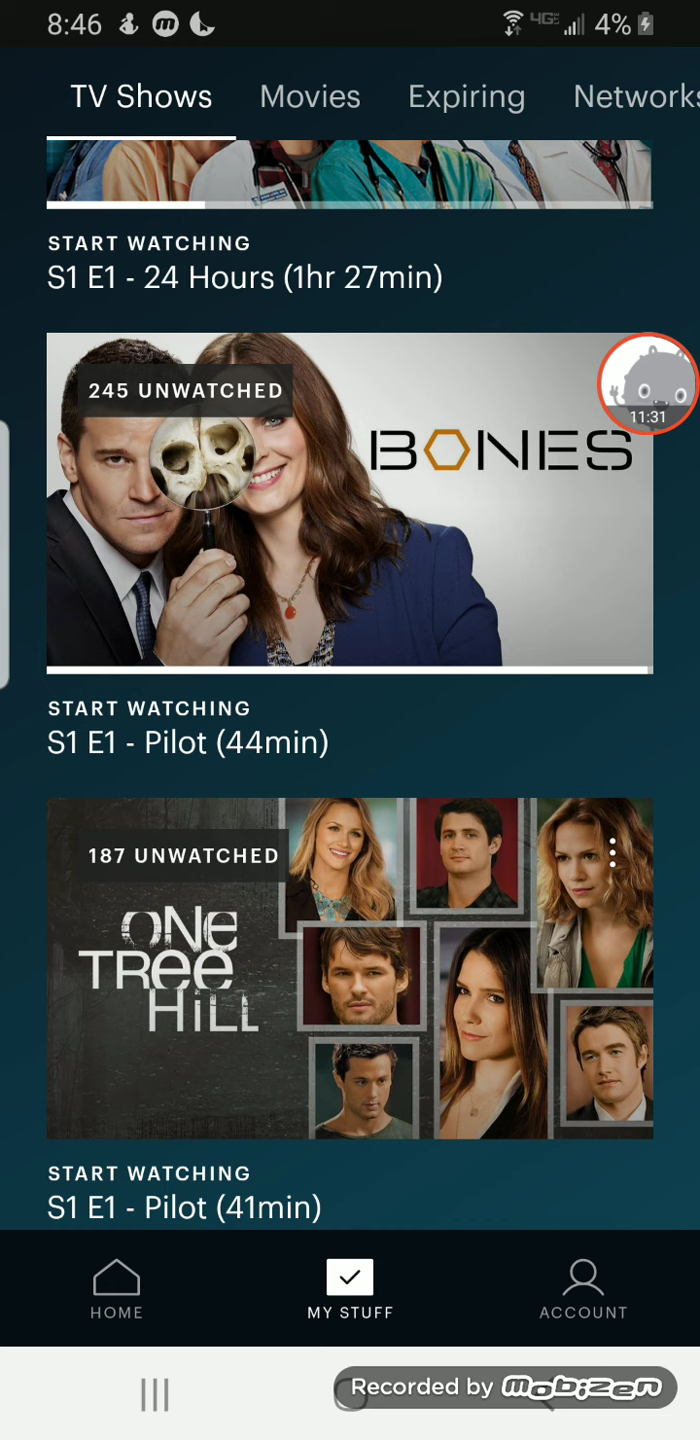 8:46
4G
4%
TV Shows Movies Expiring Networks
START WATCHING
S1 E1 - 24 Hours (1hr 27min)
245 UNWATCHED
11:31
BONES
START WATCHING
S1 E1 - Pilot (44min)
187 UNWATCHED
ONe
TRee
HiLL
START WATCHING
S1 E1 - Pilot (41min)
HOME MY STUFF ACCOUNT
Recorded by mobizen